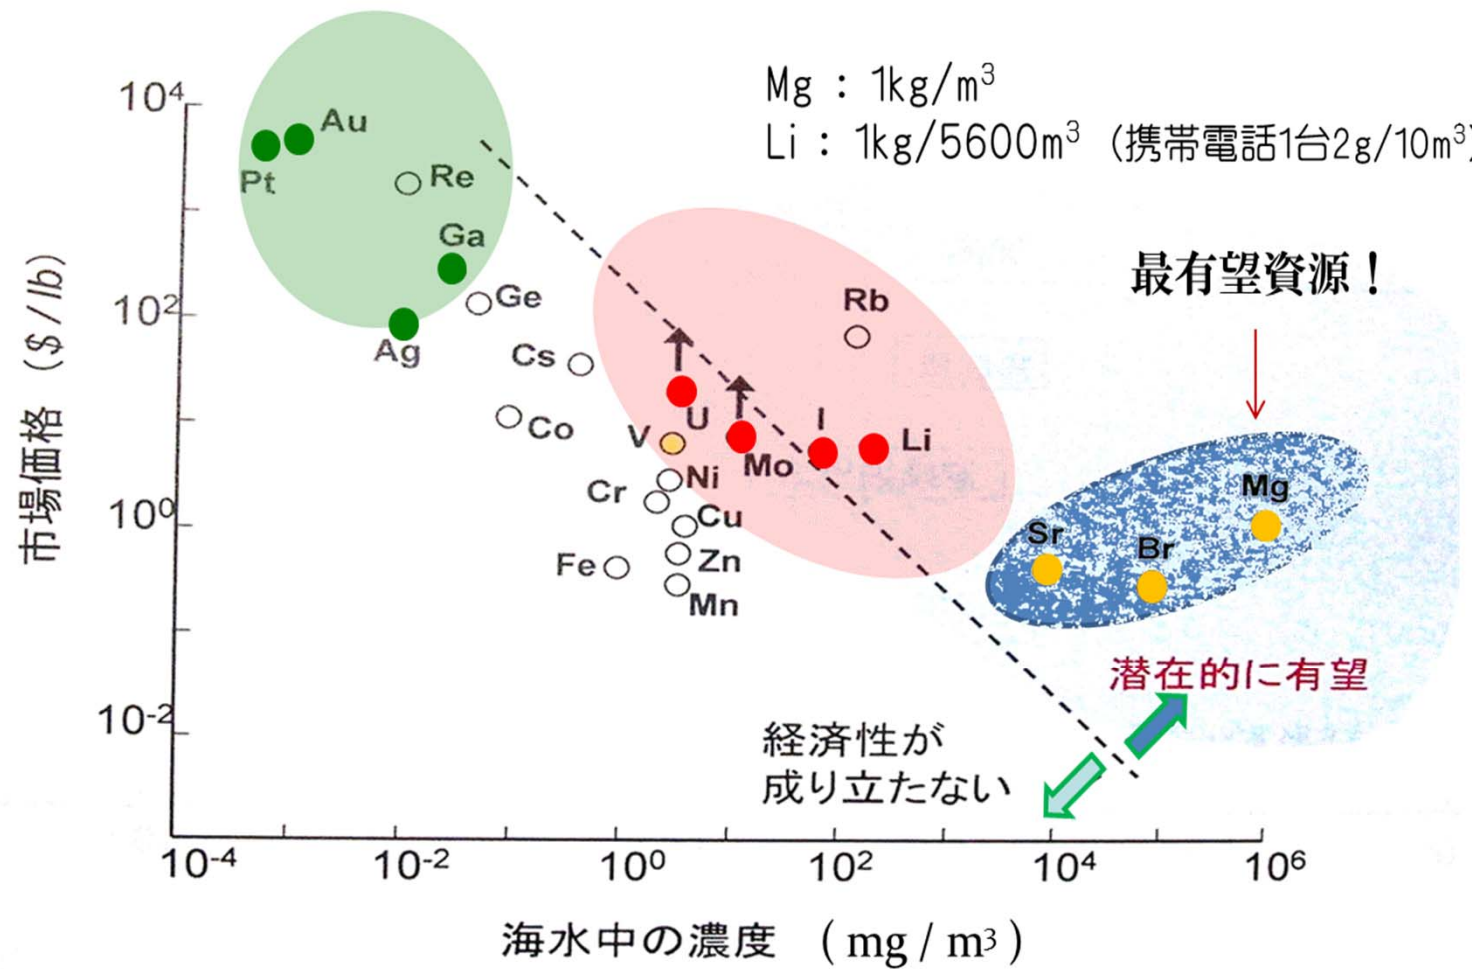 Mg : 1kg/m³
Li : 1kg/5600m³ (携帯電話1台2g/10m³)
最有望資源！
市場価格 ($/lb)
10⁴
10²
10⁰
10-²
Au
Pt
Re
Ga
Ge
Ag
Cs
Co
Rb
U
V
Mo
I
Li
Ni
Cr
Cu
Fe
Zn
Mn
Mg
Sr
Br
潜在的に有望
経済性が
成り立たない
10-⁴
10-²
10⁰
10²
10⁴
10⁶
海水中の濃度 (mg/m³)